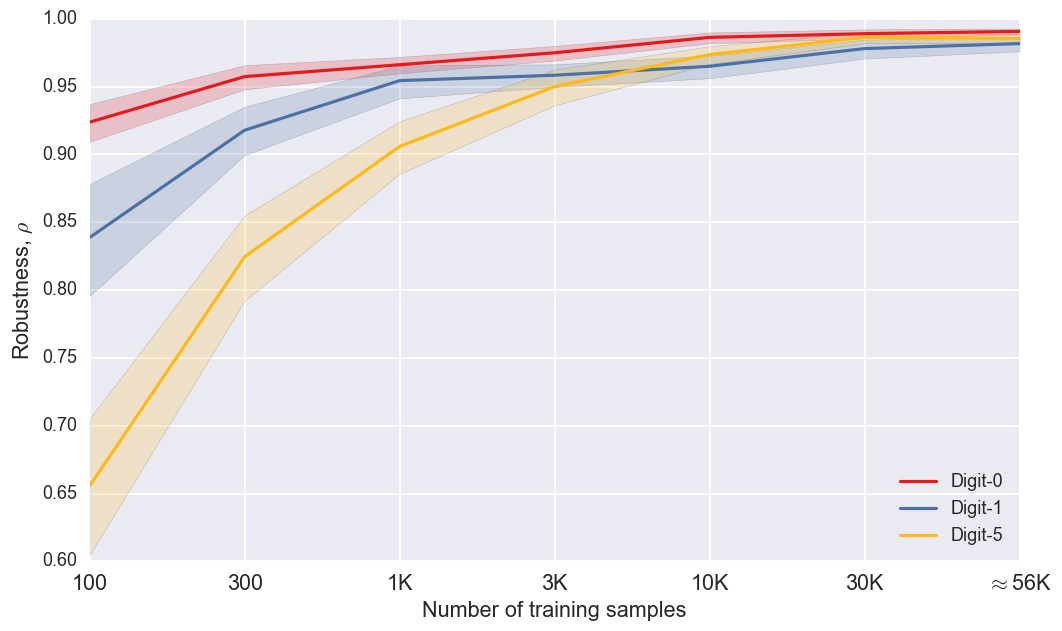 1.00
0.95
0.90
0.85
0.80
0.75
0.70
0.65
0.60
Robustness, ρ
100 300 1K 3K 10K 30K ≈56K
Number of training samples
Digit-0
Digit-1
Digit-5